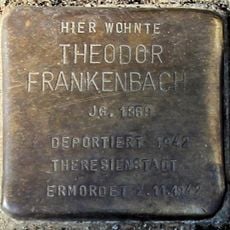 HIER WOHNTE
THEODOR
FRANKENBACH
JG. 1869
DEPORTIERT 1942
THERESIENSTADT
ERMORDET 2.11.1942